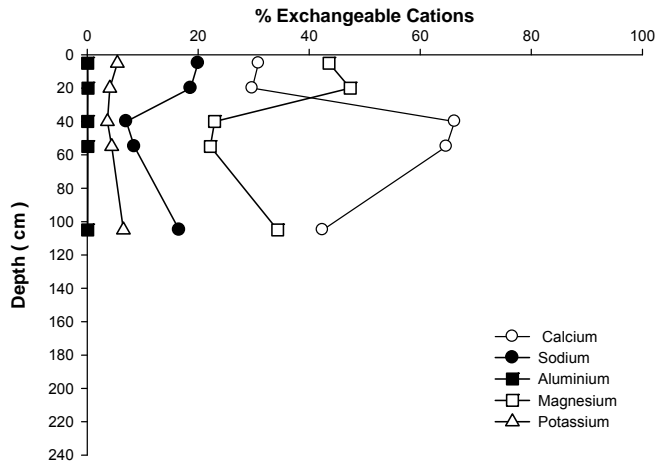 % Exchangeable Cations
0 20 40 60 80 100
0
20
40
60
80
100
120
140
160
180
200
220
240
Depth ( cm )
Calcium
Sodium
Aluminium
Magnesium
Potassium